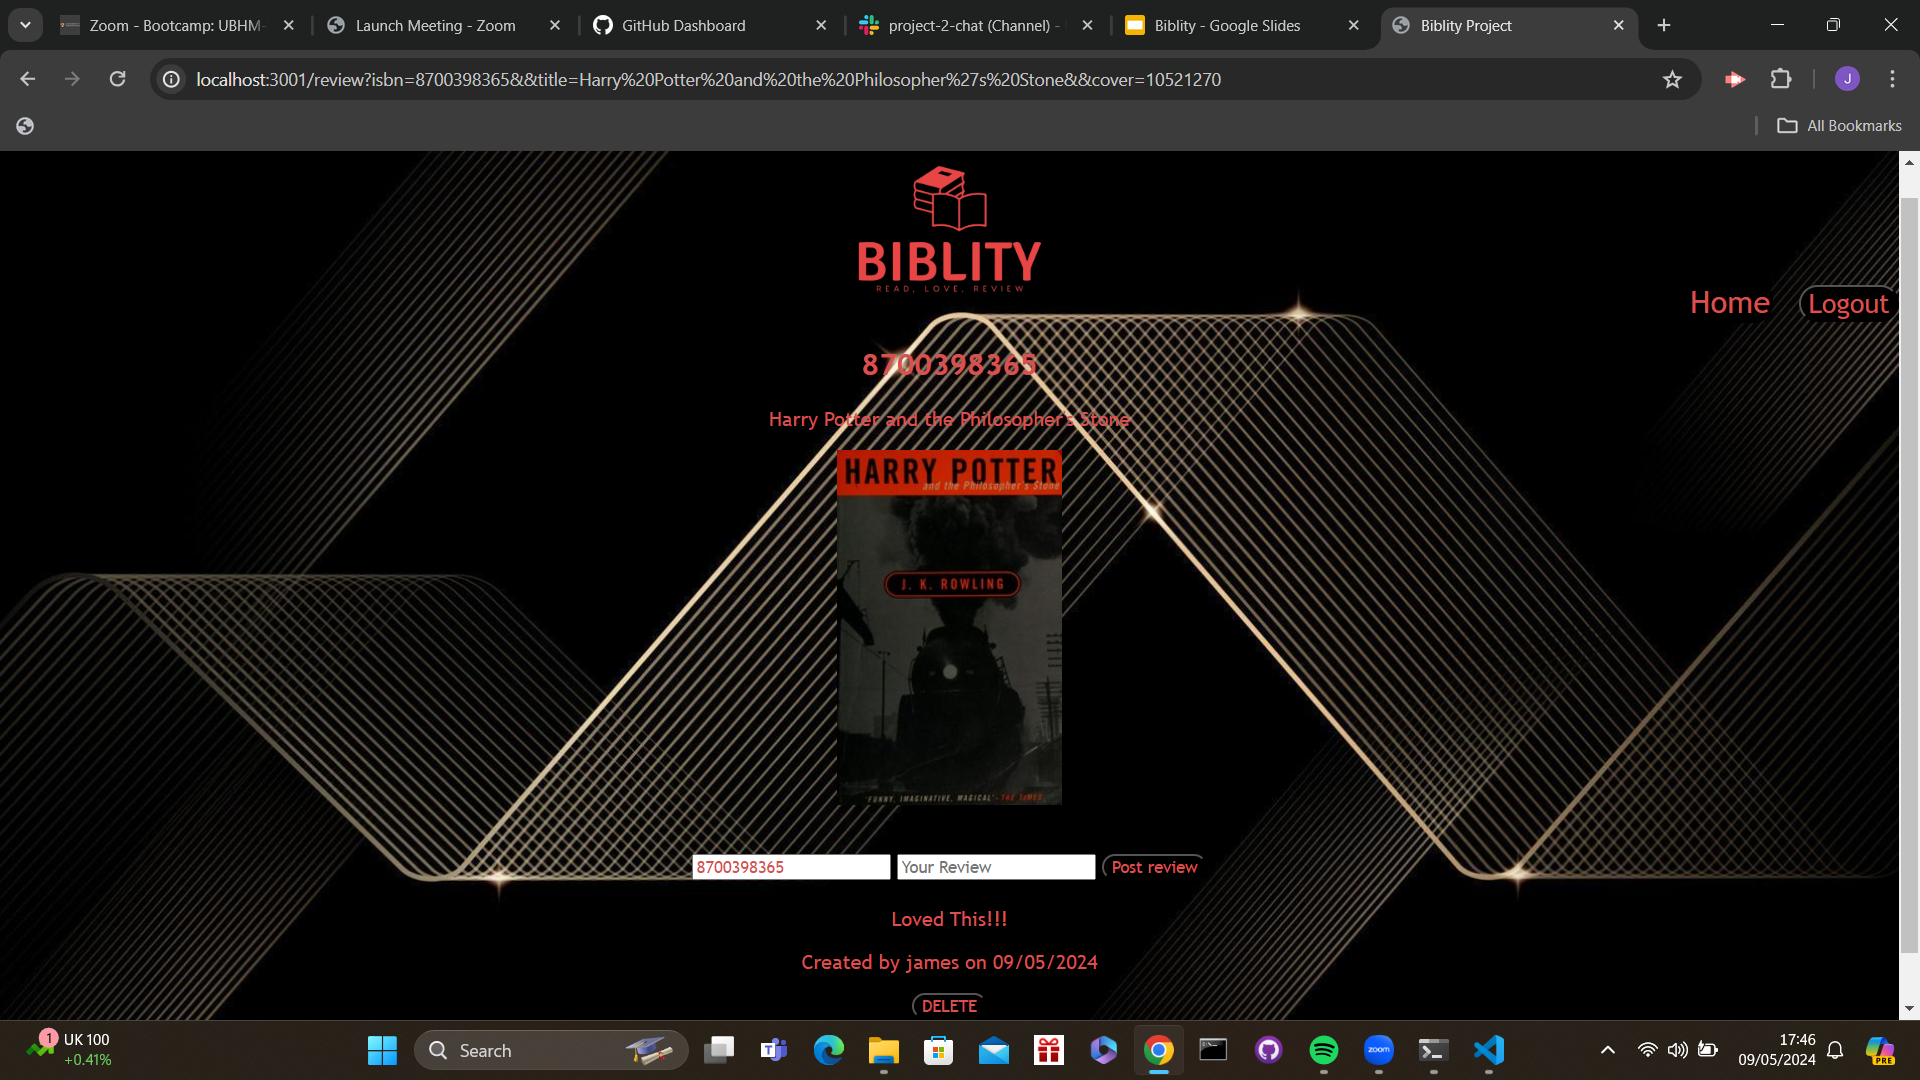 Zoom - Bootcamp: UBHM-
Launch Meeting - Zoom
GitHub Dashboard
project-2-chat (Channel) -
Biblity - Google Slides
Biblity Project
localhost:3001/review?isbn=8700398365&&title=Harry%20Potter%20and%20the%20Philosopher%27s%20Stone&&cover=10521270
J
All Bookmarks
BIBLITY
READ, LOVE, REVIEW
Home
Logout
8700398365
Harry Potter and the Philosopher's Stone
HARRY POTTER
and the Philosopher's Stone
J. K. ROWLING
'FUNNY, IMAGINATIVE, MAGICAL' - THE TIMES
8700398365
Your Review
Post review
Loved This!!!
Created by james on 09/05/2024
DELETE
1
UK 100
+0.41%
Search
zoom
17:46
09/05/2024
PRE